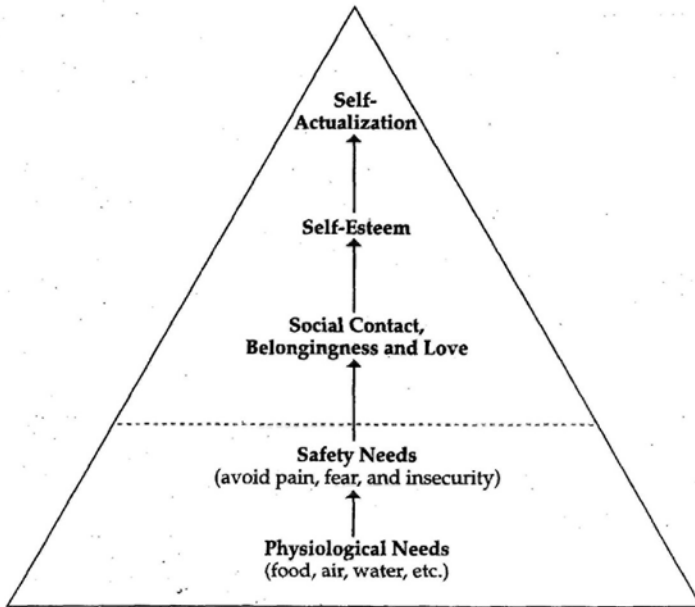 Self-
Actualization
Self-Esteem
Social Contact,
Belongingness and Love
Safety Needs
(avoid pain, fear, and insecurity)
Physiological Needs
(food, air, water, etc.)